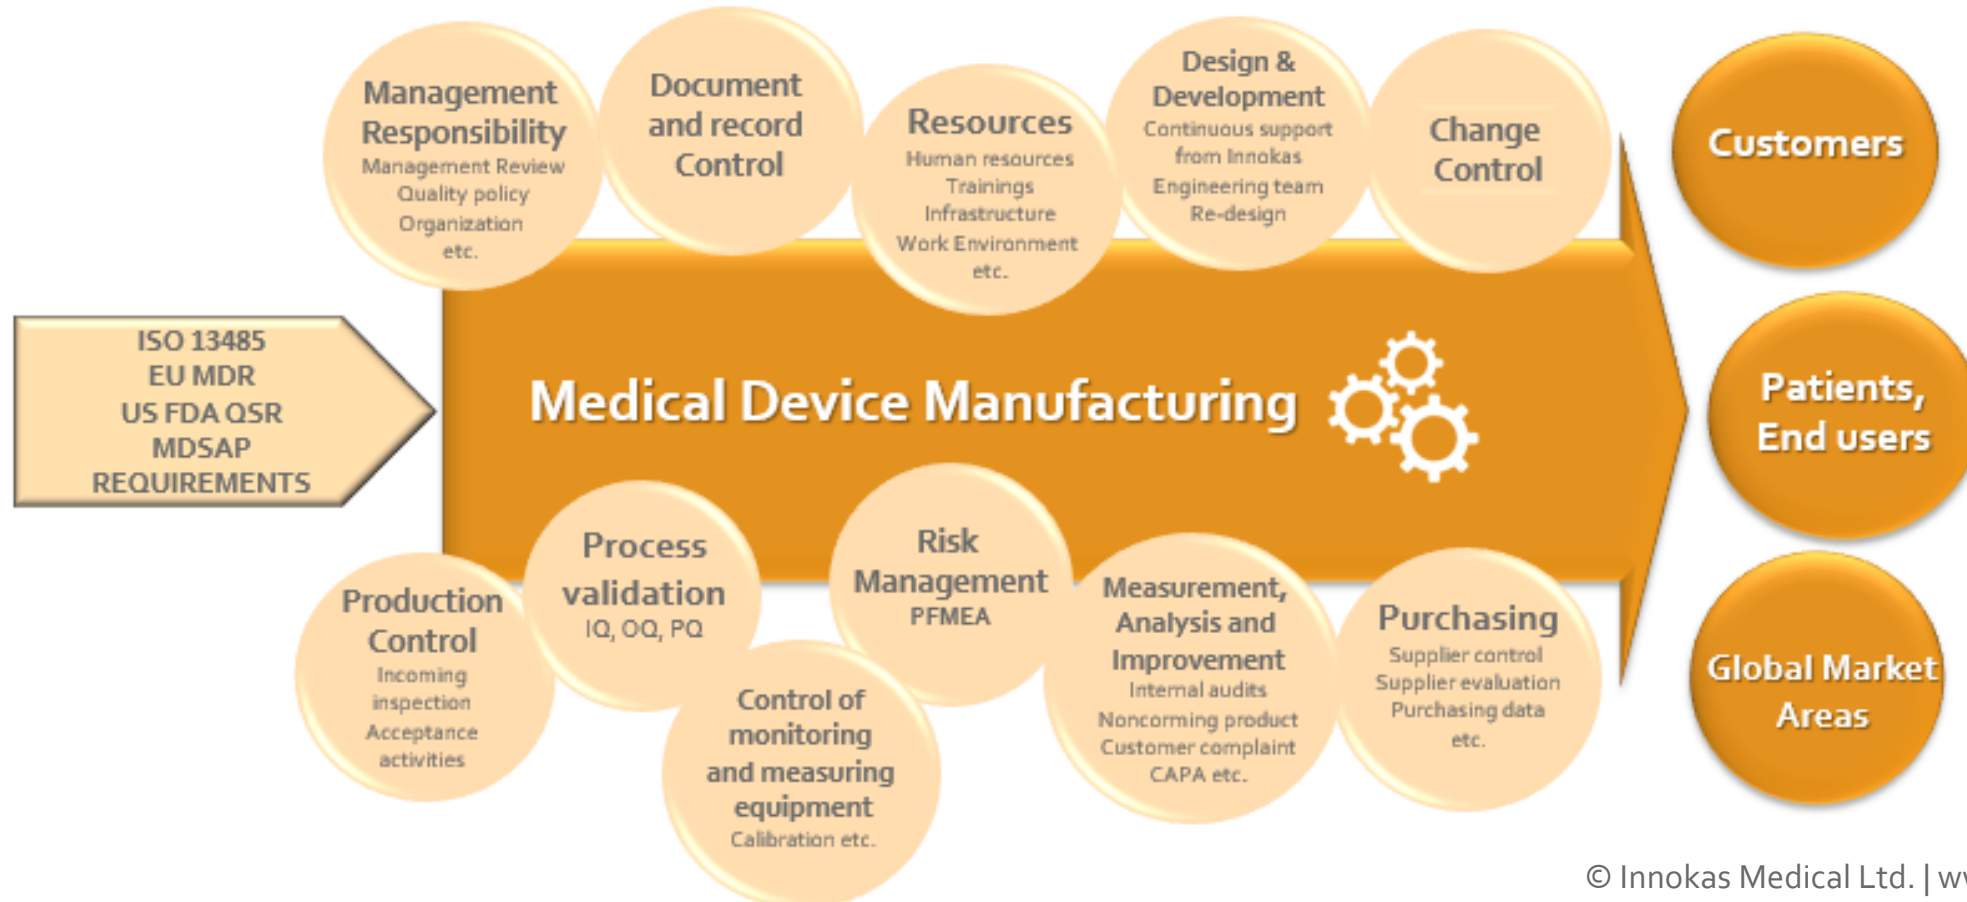 Management
Responsibility
Management Review
Quality policy
Organization
etc.
Document
and record
Control
Resources
Human resources
Trainings
Infrastructure
Work Environment
etc.
Design &
Development
Continuous support
from Innokas
Engineering team
Re-design
Change
Control
Customers
ISO 13485
EU MDR
US FDA QSR
MDSAP
REQUIREMENTS
Medical Device Manufacturing
Patients,
End users
Production
Control
Incoming
inspection
Acceptance
activities
Process
validation
IQ, OQ, PQ
Control of
monitoring
and measuring
equipment
Calibration etc.
Risk
Management
PFMEA
Measurement,
Analysis and
Improvement
Internal audits
Noncorming product
Customer complaint
CAPA etc.
Purchasing
Supplier control
Supplier evaluation
Purchasing data
etc.
Global Market
Areas
© Innokas Medical Ltd. |